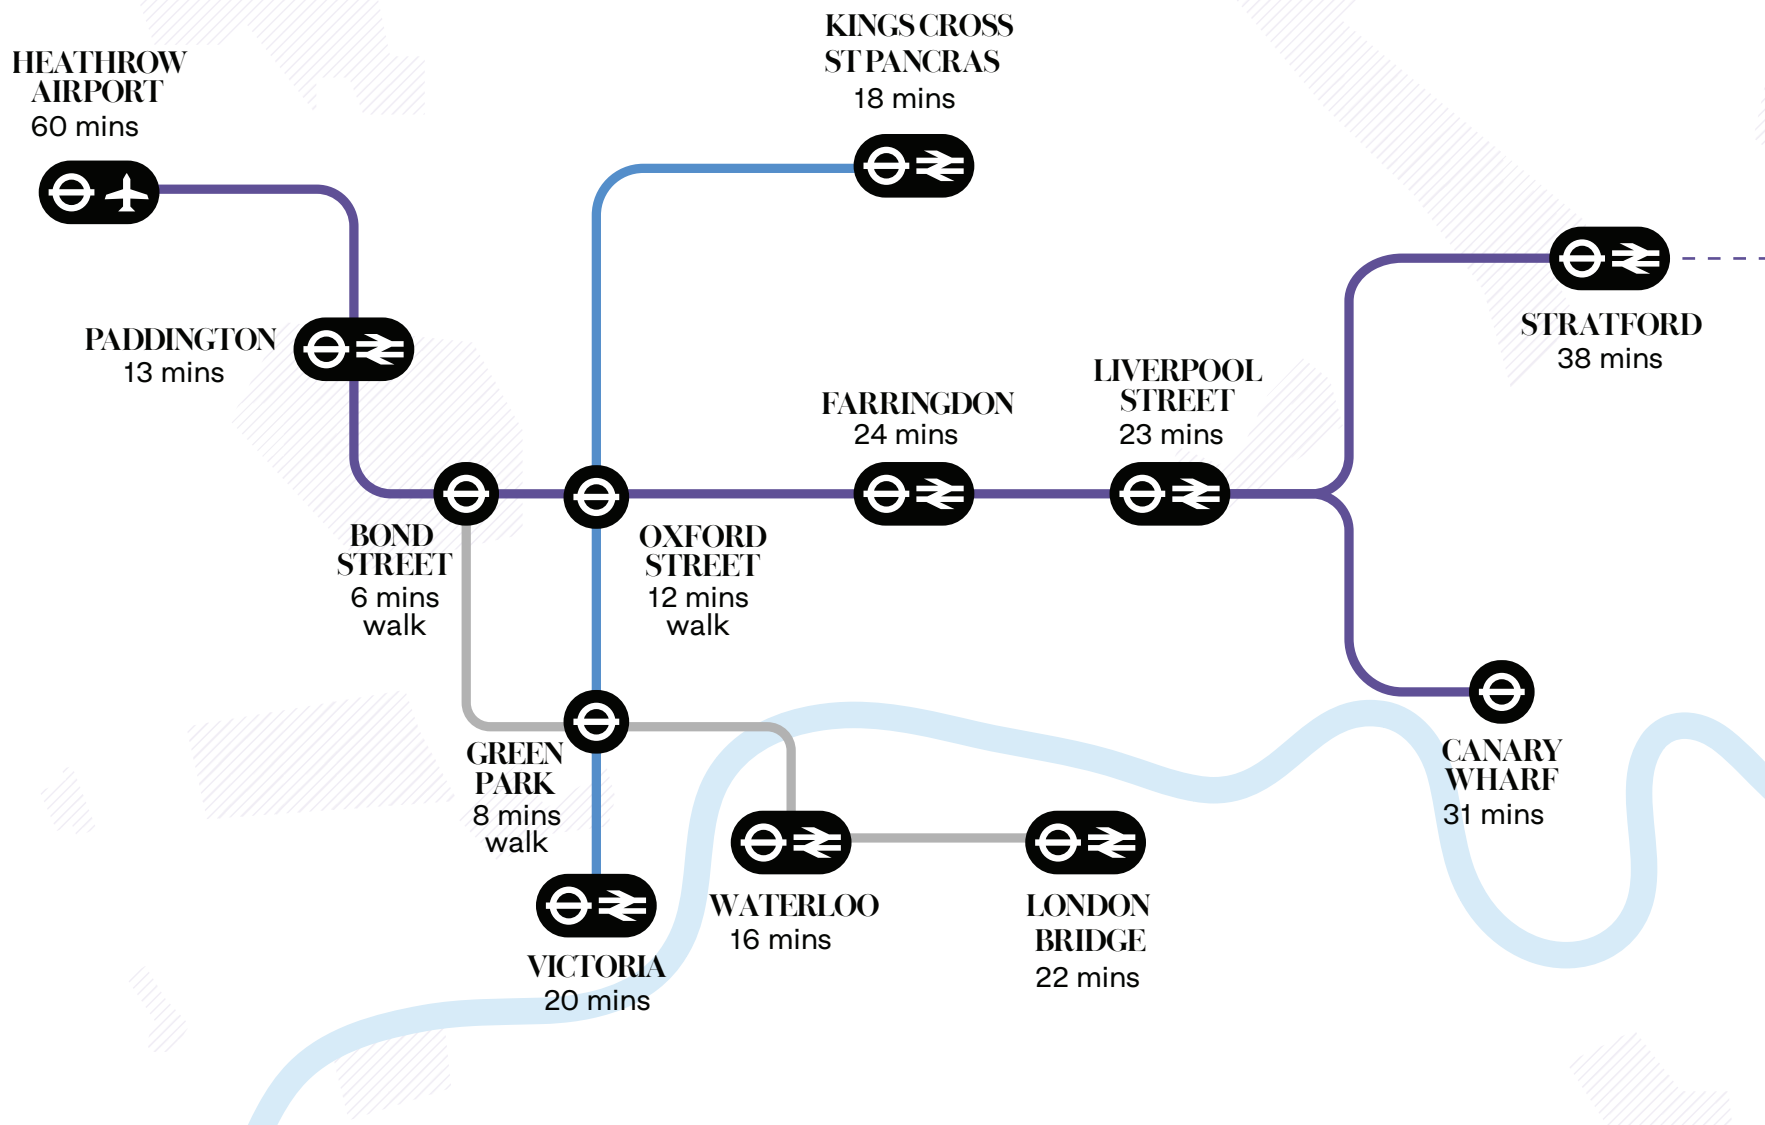 KINGS CROSS
ST PANCRAS
18 mins
HEATHROW
AIRPORT
60 mins
STRATFORD
38 mins
PADDINGTON
13 mins
LIVERPOOL
STREET
23 mins
FARRINGDON
24 mins
BOND
STREET
6 mins
walk
OXFORD
STREET
12 mins
walk
GREEN
PARK
8 mins
walk
CANARY
WHARF
31 mins
WATERLOO
16 mins
LONDON
BRIDGE
22 mins
VICTORIA
20 mins